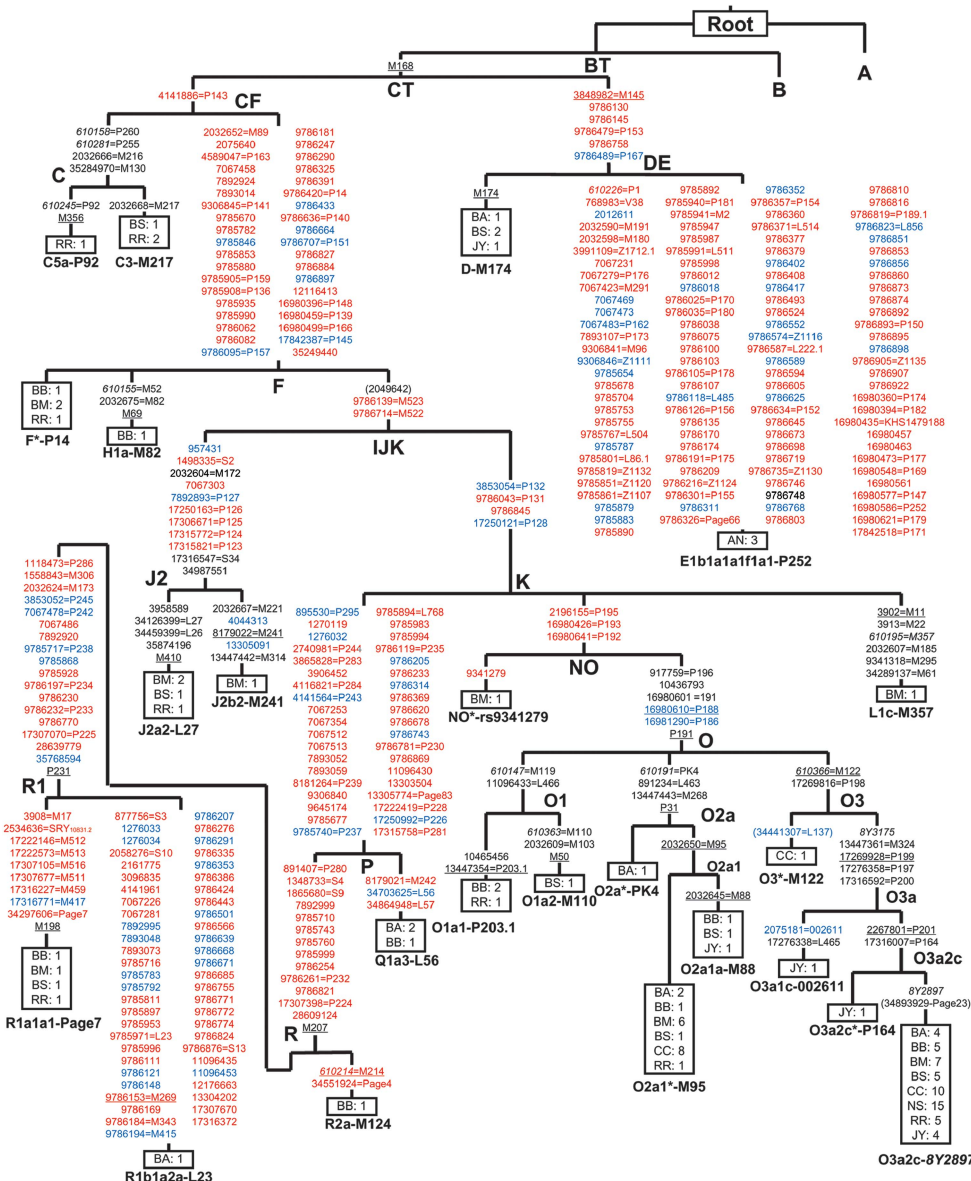 Root
BT
M168
CT
B
A
4141886=P143
CF
3848982=M145
9786130
9786145
9786479=P153
9786758
9786489=P167
DE
610158=P260
610281=P255
2032666=M216
35284970=M130
C
610245=P92
M356
RR: 1
C5a-P92
2032668=M217
BS: 1
RR: 2
C3-M217
2032652=M89
2075640
4589047=P163
7067458
7892924
7893014
9306845=P141
9785670
9785782
9785846
9785853
9785880
9785905=P159
9785908=P136
9785935
9785990
9786062
9786082
9786095=P157
9786181
9786247
9786290
9786325
9786391
9786420=P14
9786433
9786636=P140
9786664
9786707=P151
9786827
9786884
9786897
12116413
16980396=P148
16980459=P139
16980499=P166
17842387=P145
35249440
F
M174
BA: 1
BS: 2
JY: 1
D-M174
610226=P1
768983=V38
2012611
2032590=M191
2032598=M180
3991109=Z1712.1
7067231
7067279=P176
7067423=M291
7067469
7067473
7067483=P162
7893107=P173
9306841=M96
9306846=Z1111
9785654
9785678
9785704
9785753
9785755
9785767=L504
9785787
9785801=L86.1
9785819=Z1132
9785851=L1120
9785861=Z1107
9785879
9785883
9785890
9785892
9785940=P181
9785941=M2
9785947
9785987
9785991=L511
9785998
9786012
9786018
9786025=P170
9786035=P180
9786038
9786075
9786100
9786103
9786105=P178
9786107
9786118=L485
9786126=P156
9786135
9786170
9786174
9786191=P175
9786209
9786216=Z1124
9786301=P155
9786311
9786326=Page66
9786352
9786357=P154
9786360
9786371=L514
9786377
9786379
9786408
9786417
9786493
9786524
9786552
9786574=Z1116
9786587=L222.1
9786589
9786594
9786605
9786625
9786634=P152
9786645
9786673
9786698
9786719
9786735=Z1130
9786746
9786748
9786768
9786803
9786810
9786816
9786819=P189.1
9786823=L856
9786851
9786853
9786856
9786860
9786873
9786874
9786892
9786893=P150
9786895
9786898
9786905=Z1135
9786907
9786922
16980360=P174
16980394=P182
16980435=KHS1479188
16980457
16980463
16980473=P177
16980548=P169
16980561
16980577=P147
16980586=P252
16980621=P179
17842518=P171
AN: 3
E1b1a1a1f1a1-P252
BB: 1
BM: 2
RR: 1
F*-P14
610155=M52
2032675=M82
M69
BB: 1
H1a-M82
(2049642)
9786139=M523
9786714=M522
IJK
957431
1498335=S2
2032604=M172
7067303
7892893=P127
17250163=P126
17306671=P125
17315772=P124
17315821=P123
17316547=S34
34987551
J2
3958589
34126399=L27
34459399=L26
35874196
M410
BM: 2
BS: 1
RR: 1
J2a2-L27
2032667=M221
4044313
8179022=M241
13305091
13447442=M314
BM: 1
J2b2-M241
3853054=P132
9786043=P131
9786845
17250121=P128
K
895530=P295
1270119
1276032
2740981=P244
3865828=P283
3906452
4116821=P284
4141564=P243
7067253
7067354
7067512
7067513
7893052
7893059
8181264=P239
9306840
9645174
9785677
9785740=P237
9785894=L768
9785983
9785994
9786119=P235
9786205
9786233
9786314
9786369
9786620
9786678
9786743
9786781=P230
11096430
13303504
13305774=Page83
17222419=P228
17250992=P226
17315758=P281
P
2196155=P195
16980426=P193
16980641=P192
NO
9341279
BM: 1
NO*-rs9341279
917759=P196
10436793
16980601=191
16980610=P188
16981290=P186
P191
O
3902=M11
3913=M22
610195=M357
2032607=M185
9341318=M295
34289137=M61
BM: 1
L1c-M357
1118473=P286
1558843=M306
2032624=M173
3853052=P245
7067478=P242
7067486
7892920
9785717=P238
9785868
9785928
9786197=P234
9786230
9786232=P233
9786770
17307070=P225
28639779
35768594
P231
R1
3908=M17
2534636=SRY10831.2
17222146=M512
17222573=M513
17307105=M516
17307677=M511
17316227=M459
17316771=M417
34297606=Page7
M198
BB: 1
BM: 1
BS: 1
RR: 1
R1a1a1-Page7
877756=S3
1276033
1276034
2058276=S10
2161775
3096835
4141961
7067226
7067281
7892995
7893048
7893073
9785716
9785783
9785792
9785811
9785897
9785953
9785971=L23
9785996
9786111
9786121
9786148
9786153=M269
9786169
9786184=M343
9786194=M415
9786207
9786276
9786291
9786335
9786353
9786386
9786424
9786443
9786501
9786566
9786639
9786668
9786671
9786685
9786755
9786771
9786772
9786774
9786824
9786876=S13
11096435
11096453
12176663
13304202
17307670
17316372
BA: 1
R1b1a2a-L23
891407=P280
1348733=S4
1865680=S9
7892999
9785710
9785743
9785760
9785999
9786254
9786261=P232
9786821
17307398=P224
28609124
M207
R
610214=M214
34551924=Page4
BB: 1
R2a-M124
8179021=M242
34703625=L56
34864948=L57
BA: 2
BB: 1
Q1a3-L56
610147=M119
11096433=L466
O1
10465456
13447354=P203.1
BB: 2
RR: 1
O1a1-P203.1
610363=M110
2032609=M103
M50
BS: 1
O1a2-M110
610191=PK4
891234=L463
13447443=M268
P31
O2a
BA: 1
O2a*-PK4
2032650=M95
O2a1
BA: 2
BB: 1
BM: 6
BS: 1
CC: 8
RR: 1
O2a1*-M95
2032645=M88
BB: 1
BS: 1
JY: 1
O2a1a-M88
610366=M122
17269816=P198
O3
(34441307=L137)
CC: 1
O3*-M122
8Y3175
13447361=M324
17269928=P199
17276358=P197
17316592=P200
O3a
2075181=002611
17276338=L465
JY: 1
O3a1c-002611
2267801=P201
17316007=P164
O3a2c
JY: 1
O3a2c*-P164
8Y2897
(34893929-Page23)
BA: 4
BB: 5
BM: 7
BS: 5
CC: 10
NS: 15
RR: 5
JY: 4
O3a2c-8Y2897